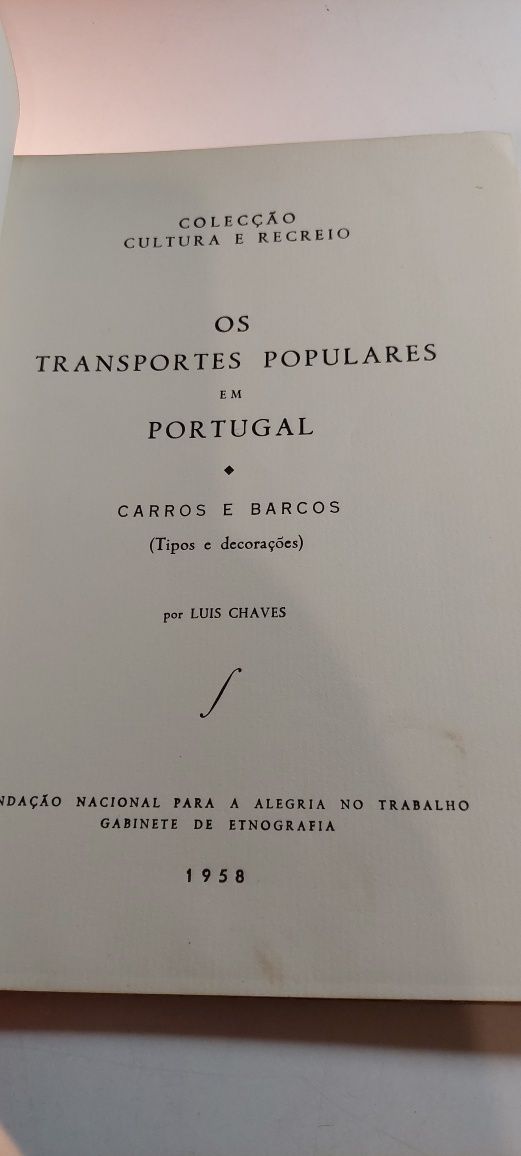 COLECÇÃO
CULTURA E RECREIO
OS
TRANSPORTES POPULARES
EM
PORTUGAL
CARROS E BARCOS
(Tipos e decorações)
por LUIS CHAVES
NDAÇÃO NACIONAL PARA A ALEGRIA NO TRABALHO
GABINETE DE ETNOGRAFIA
1958